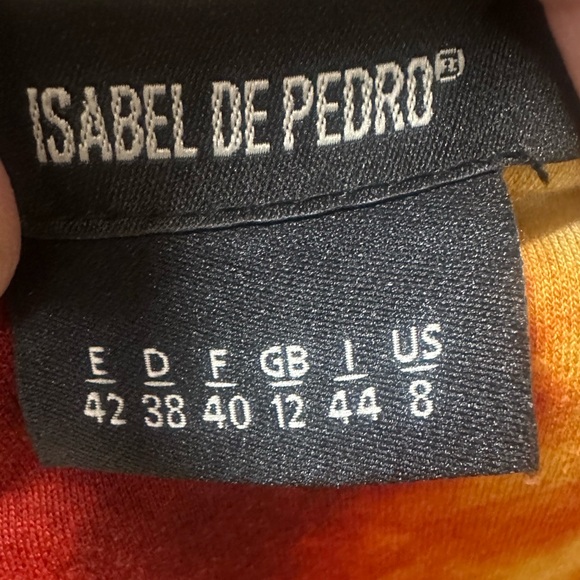 ISABEL DE PEDRO®
E D F GB I US
42 38 40 12 44 8